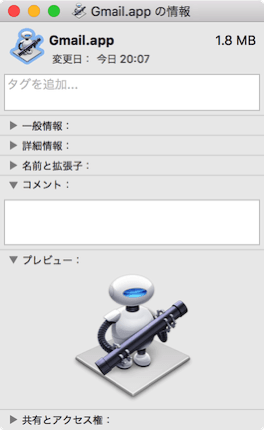 Gmail.app の情報
Gmail.app 1.8 MB
変更日： 今日 20:07
タグを追加...
一般情報：
詳細情報：
名前と拡張子：
コメント：
プレビュー：
共有とアクセス権：